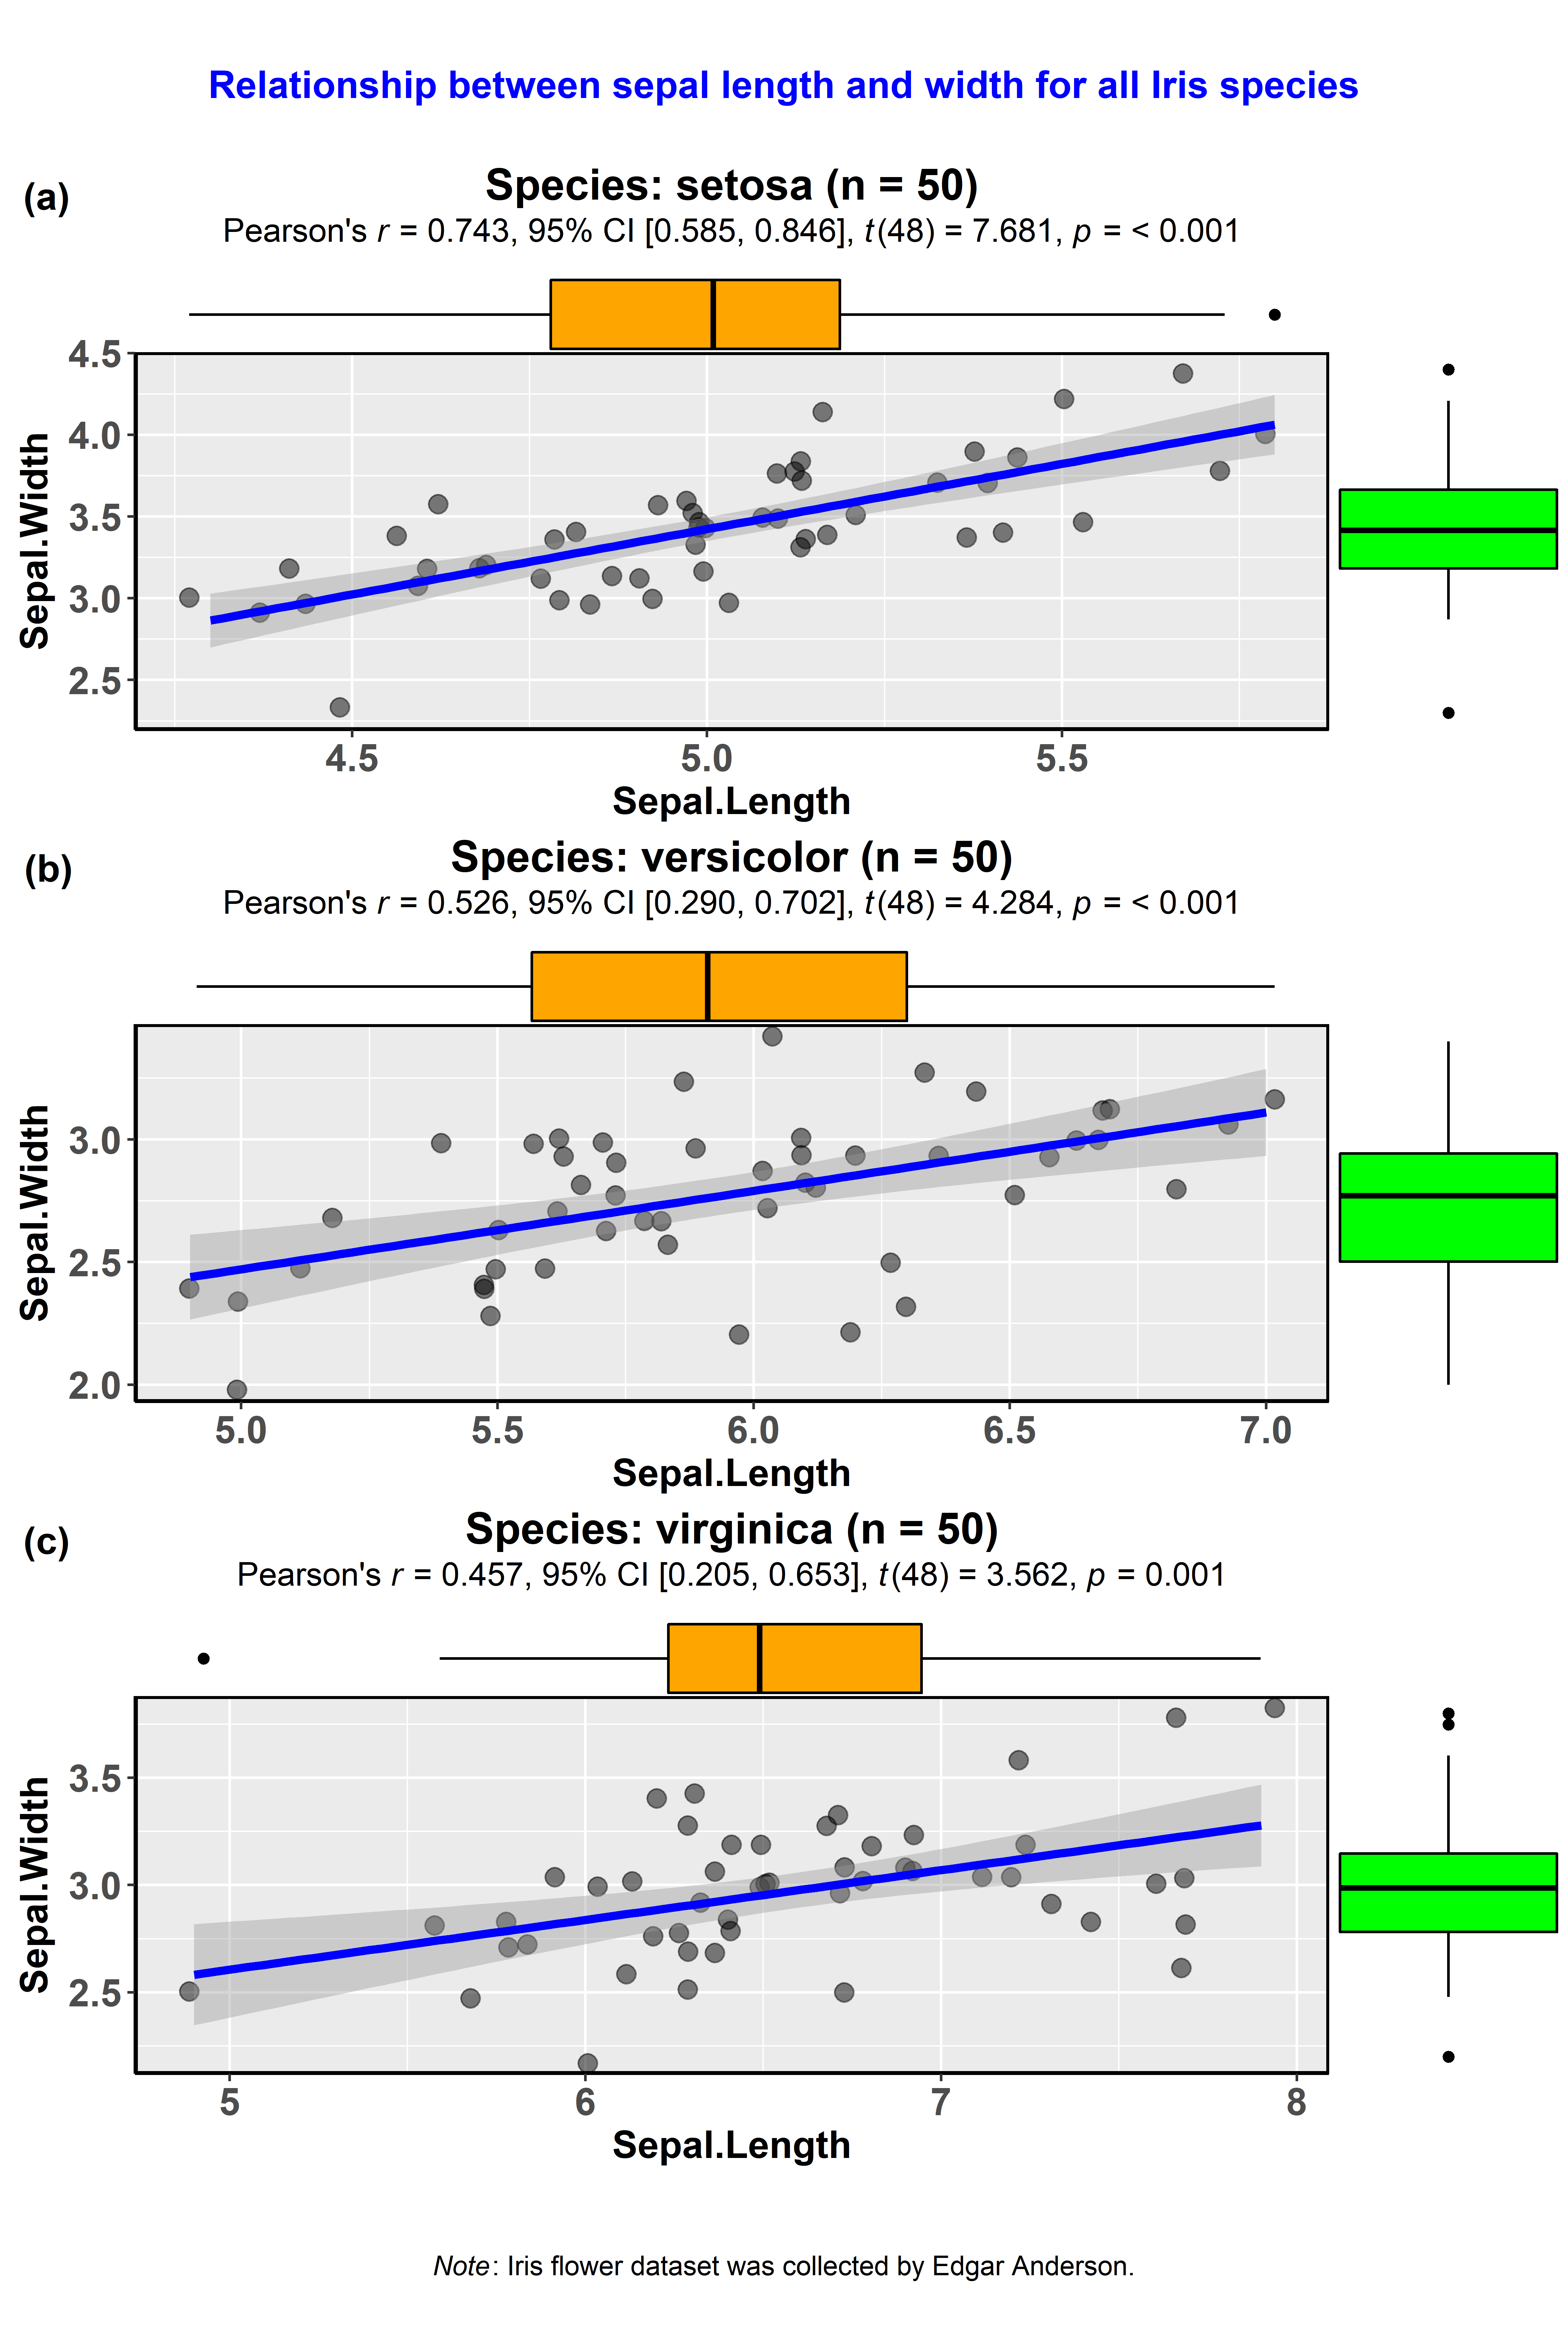 Relationship between sepal length and width for all Iris species
(a)
Species: setosa (n = 50)
Pearson's r = 0.743, 95% CI [0.585, 0.846], t(48) = 7.681, p = < 0.001
4.5
4.0
3.5
3.0
2.5
Sepal.Width
4.5 5.0 5.5
Sepal.Length
(b)
Species: versicolor (n = 50)
Pearson's r = 0.526, 95% CI [0.290, 0.702], t(48) = 4.284, p = < 0.001
3.0
2.5
2.0
Sepal.Width
5.0 5.5 6.0 6.5 7.0
Sepal.Length
(c)
Species: virginica (n = 50)
Pearson's r = 0.457, 95% CI [0.205, 0.653], t(48) = 3.562, p = 0.001
3.5
3.0
2.5
Sepal.Width
5 6 7 8
Sepal.Length
Note: Iris flower dataset was collected by Edgar Anderson.